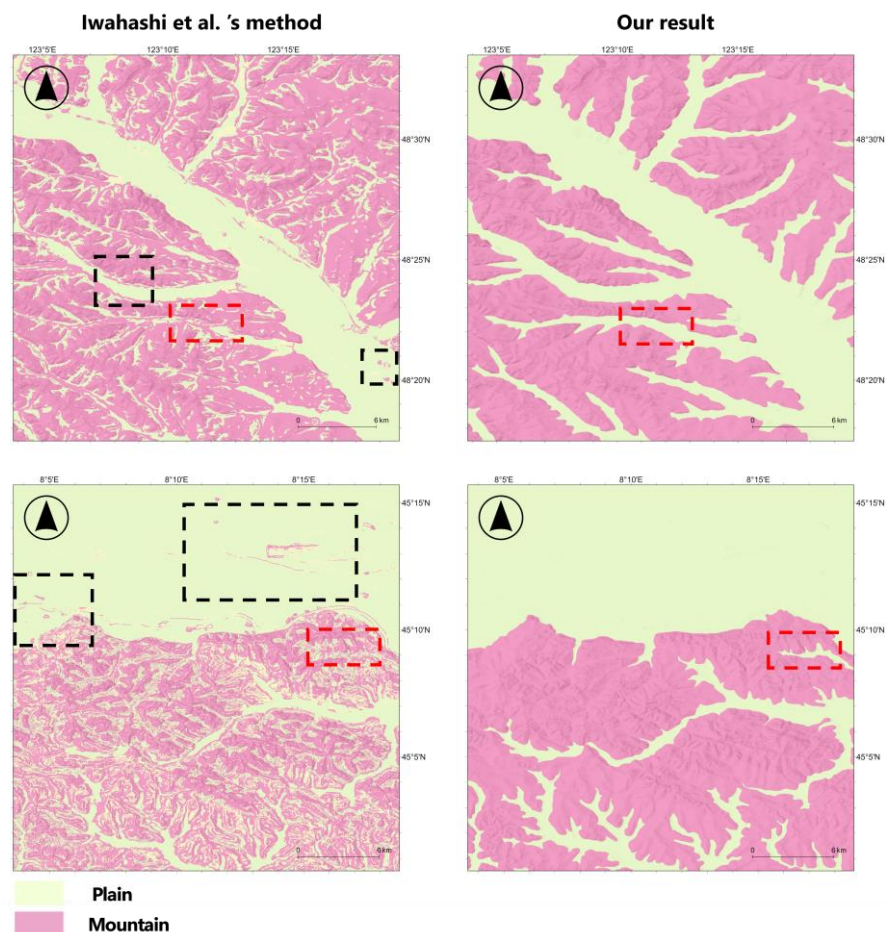 Iwahashi et al. 's method
Our result
123°5'E 123°10'E 123°15'E
123°5'E 123°10'E 123°15'E
48°30'N
48°25'N
48°20'N
0 6 km
48°30'N
48°25'N
48°20'N
0 6 km
8°5'E 8°10'E 8°15'E
8°5'E 8°10'E 8°15'E
45°15'N
45°10'N
45°5'N
0 6 km
45°15'N
45°10'N
45°5'N
0 6 km
Plain
Mountain